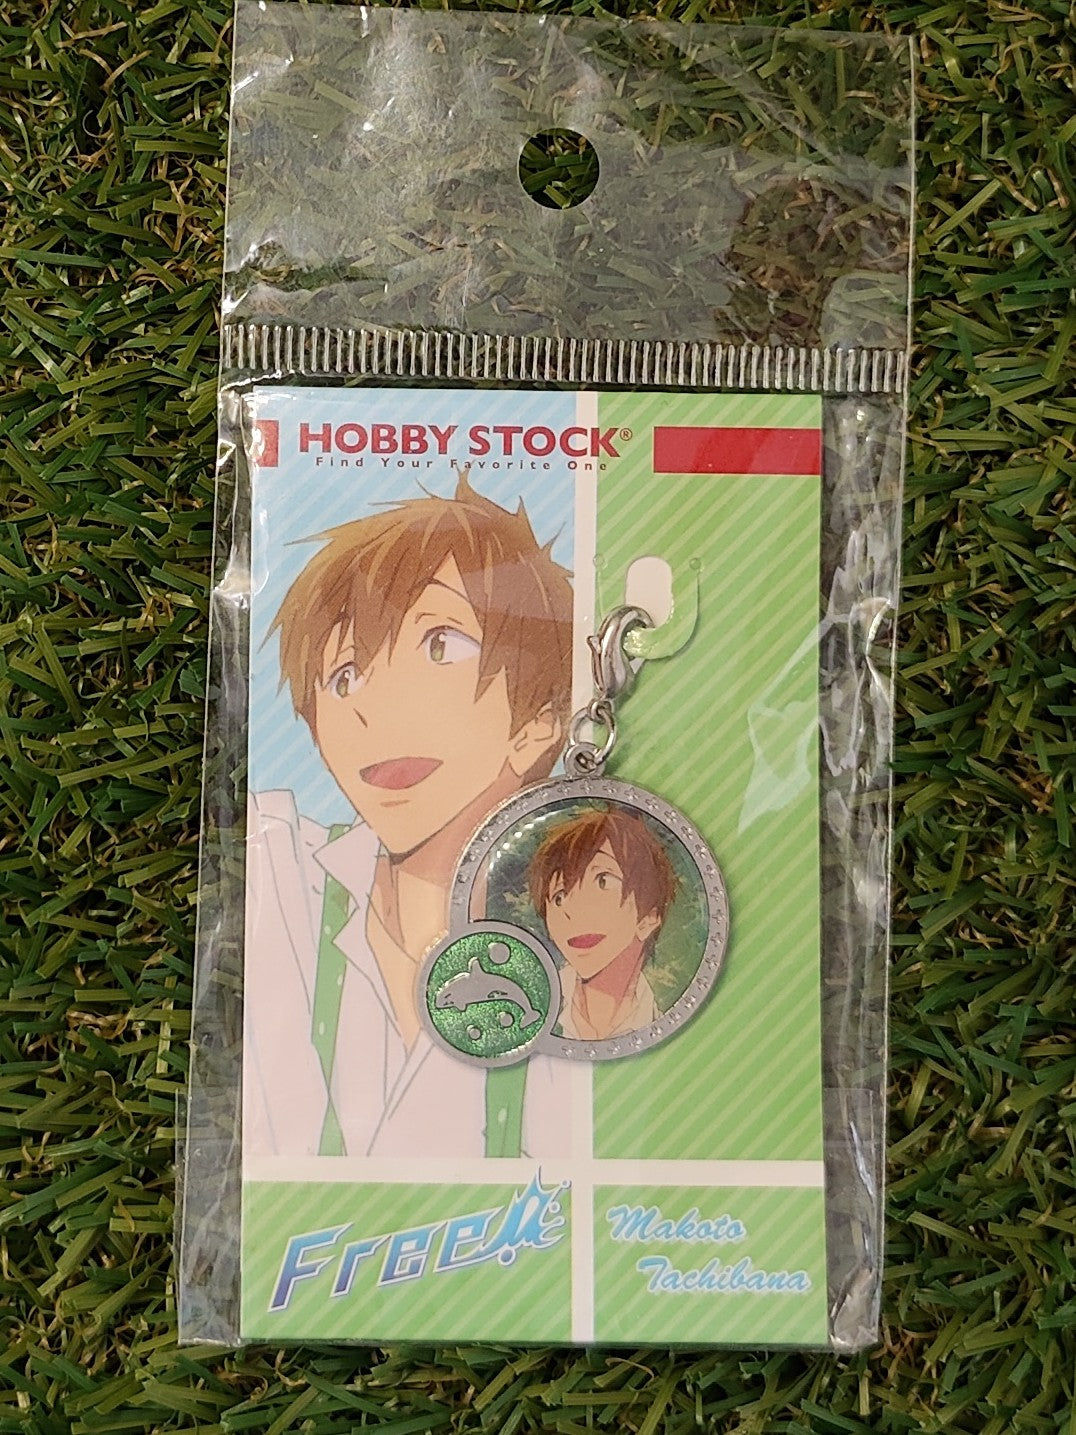 HOBBY STOCK®
Find Your Favorite One
Free!
Makoto
Tachibana